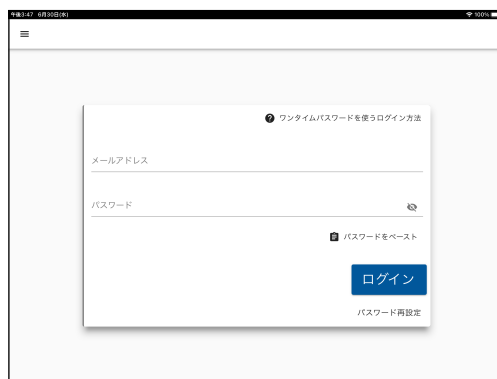 午後3:47 6月30日(水) 100%
ワンタイムパスワードを使うログイン方法
メールアドレス
パスワード
パスワードをペースト
ログイン
パスワード再設定